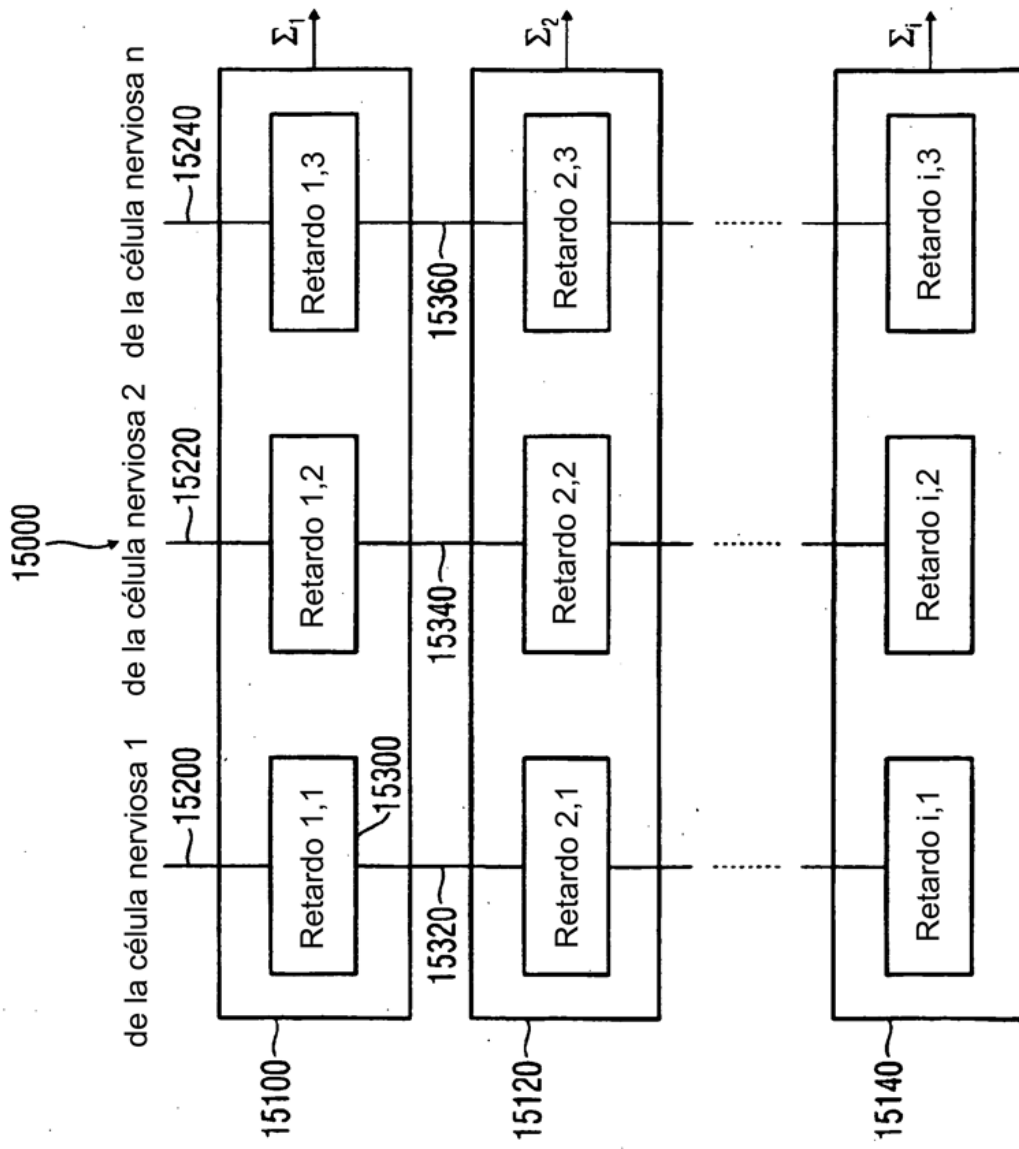 15000
de la célula nerviosa 1
de la célula nerviosa 2
de la célula nerviosa n
15200
15220
15240
Σ1
15100
Retardo 1,1
Retardo 1,2
Retardo 1,3
15300
15320
15340
15360
Σ2
15120
Retardo 2,1
Retardo 2,2
Retardo 2,3
Σi
15140
Retardo i,1
Retardo i,2
Retardo i,3